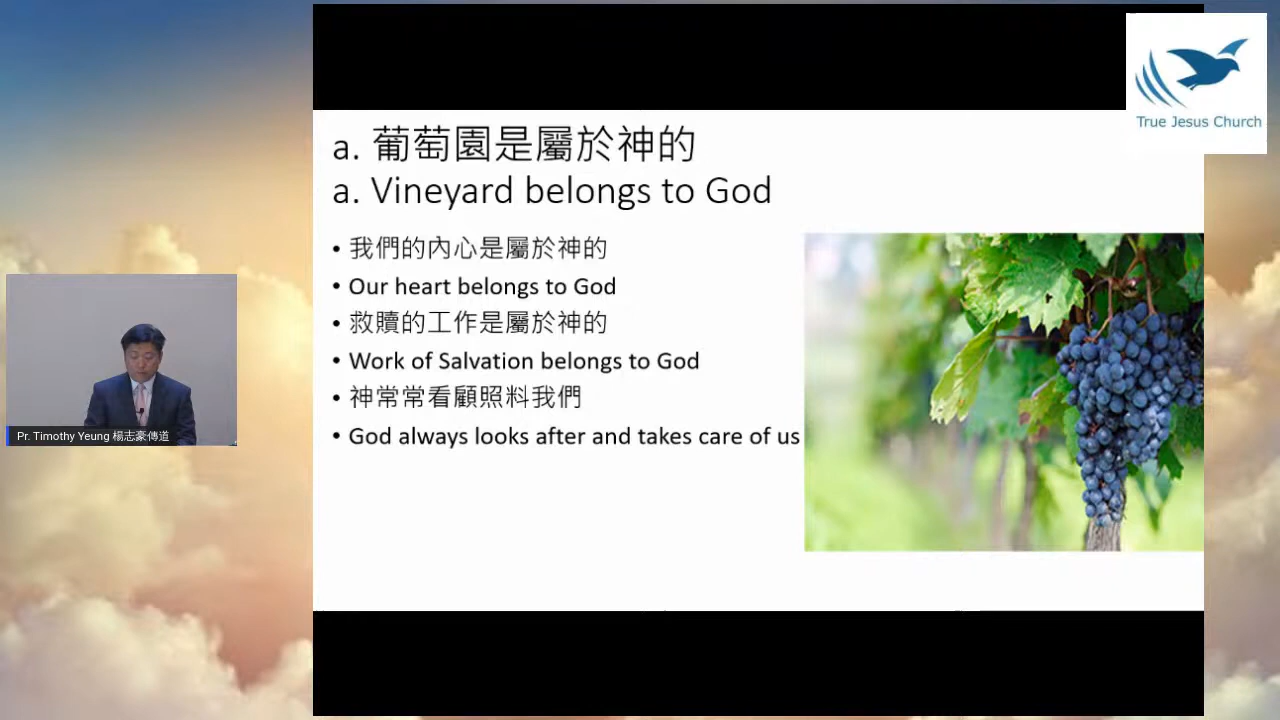 a. 葡萄園是屬於神的
a. Vineyard belongs to God
• 我們的內心是屬於神的
• Our heart belongs to God
• 救贖的工作是屬於神的
• Work of Salvation belongs to God
• 神常常看顧照料我們
• God always looks after and takes care of us
True Jesus Church
Pr. Timothy Yeung 楊志豪傳道